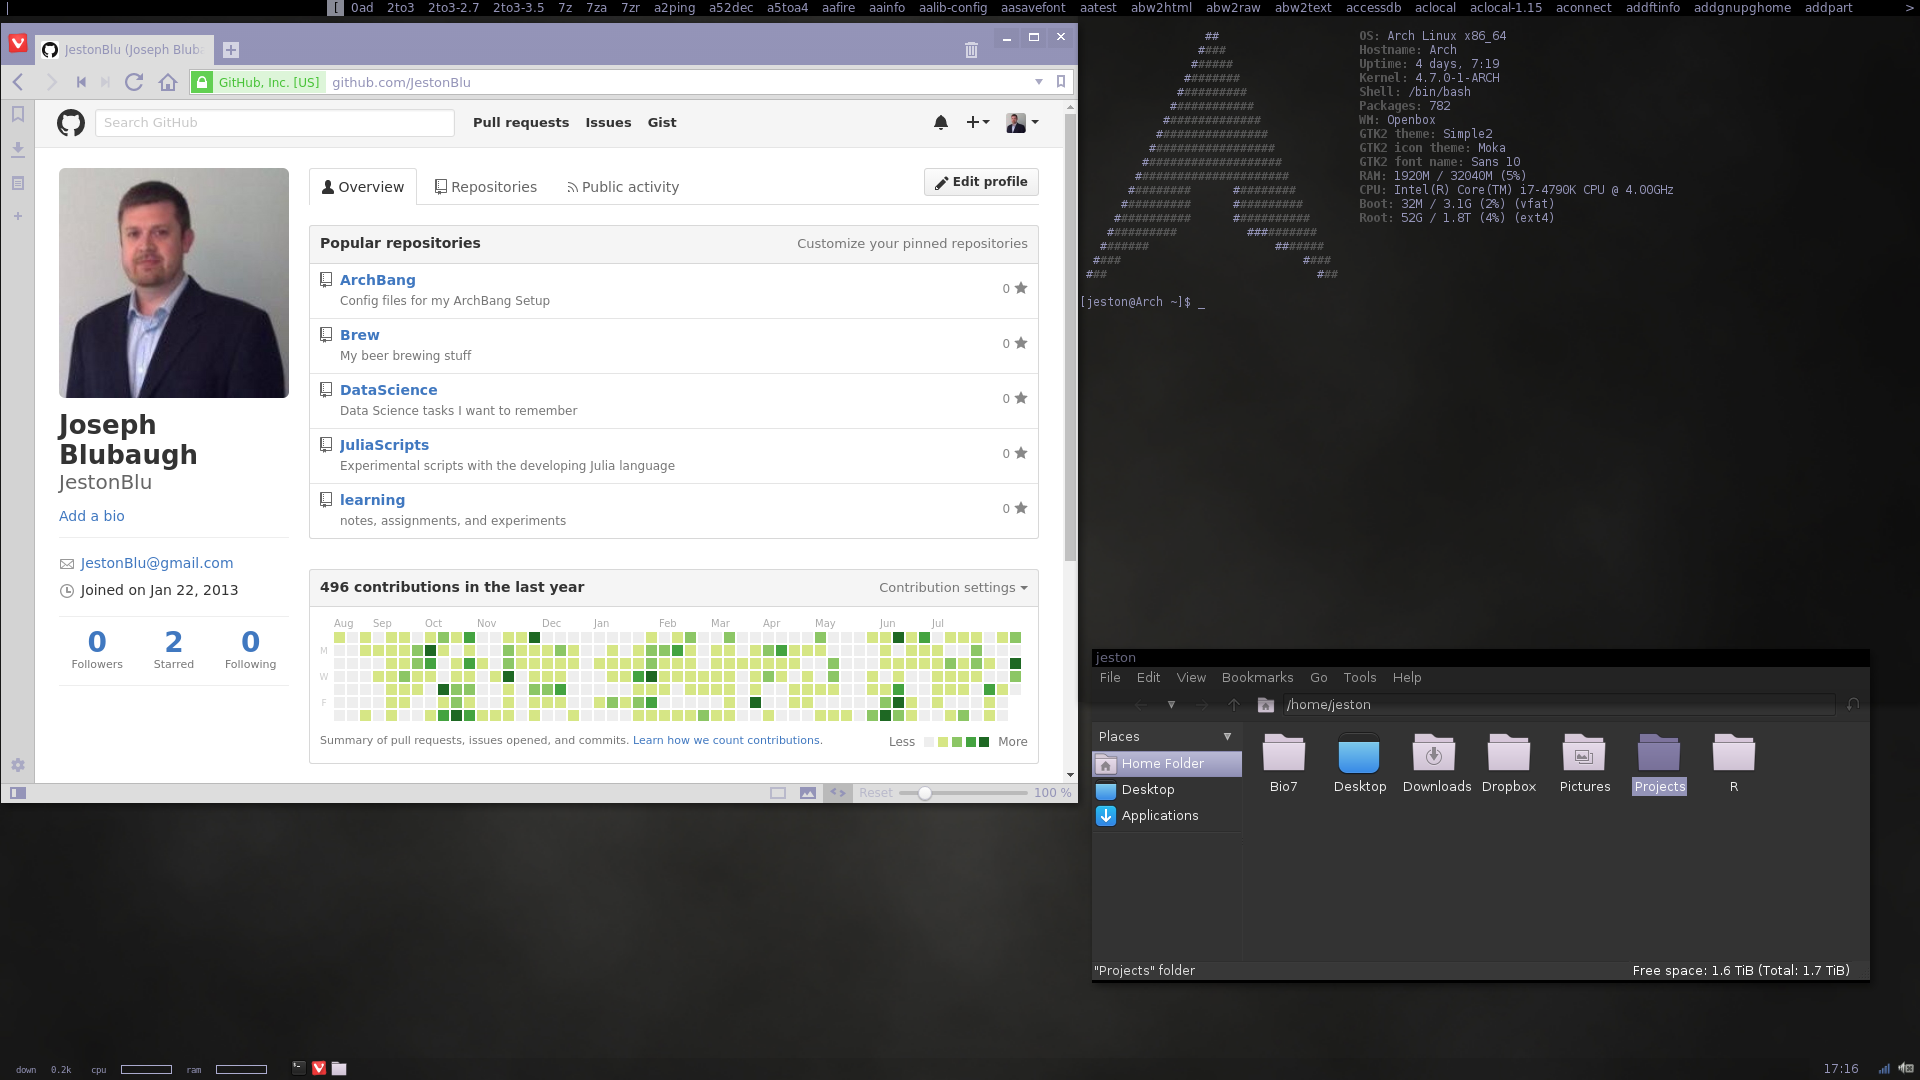 [ 0ad 2to3 2to3-2.7 2to3-3.5 7z 7za 7zr a2ping a52dec a5toa4 aafire aainfo aalib-config aasavefont aatest abw2html abw2raw abw2text accessdb aclocal aclocal-1.15 aconnect addftinfo addgnupghome addpart >
JestonBlu (Joseph Blub
GitHub, Inc. [US] github.com/JestonBlu
Search GitHub
Pull requests Issues Gist
Overview Repositories Public activity
Edit profile
Popular repositories
Customize your pinned repositories
ArchBang
Config files for my ArchBang Setup
0
Brew
My beer brewing stuff
0
DataScience
Data Science tasks I want to remember
0
JuliaScripts
Experimental scripts with the developing Julia language
0
learning
notes, assignments, and experiments
0
Joseph
Blubaugh
JestonBlu
Add a bio
JestonBlu@gmail.com
Joined on Jan 22, 2013
0 2 0
Followers Starred Following
496 contributions in the last year
Contribution settings
Aug Sep Oct Nov Dec Jan Feb Mar Apr May Jun Jul
M
W
F
Summary of pull requests, issues opened, and commits. Learn how we count contributions.
Less More
Reset 100 %
##
####
######
########
##########
############
##############
################
##################
####################
######################
######### #########
########## ##########
########### ###########
########## ##########
####### #######
#### ####
### ###
OS: Arch Linux x86_64
Hostname: Arch
Uptime: 4 days, 7:19
Kernel: 4.7.0-1-ARCH
Shell: /bin/bash
Packages: 782
WM: Openbox
GTK2 theme: Simple2
GTK2 icon theme: Moka
GTK2 font name: Sans 10
RAM: 1920M / 32040M (5%)
CPU: Intel(R) Core(TM) i7-4790K CPU @ 4.00GHz
Boot: 32M / 3.1G (2%) (vfat)
Root: 52G / 1.8T (4%) (ext4)
[jeston@Arch ~]$ _
jeston
File Edit View Bookmarks Go Tools Help
/home/jeston
Places
Home Folder
Desktop
Applications
Bio7 Desktop Downloads Dropbox Pictures Projects R
"Projects" folder
Free space: 1.6 TiB (Total: 1.7 TiB)
down 0.2k cpu ram
17:16